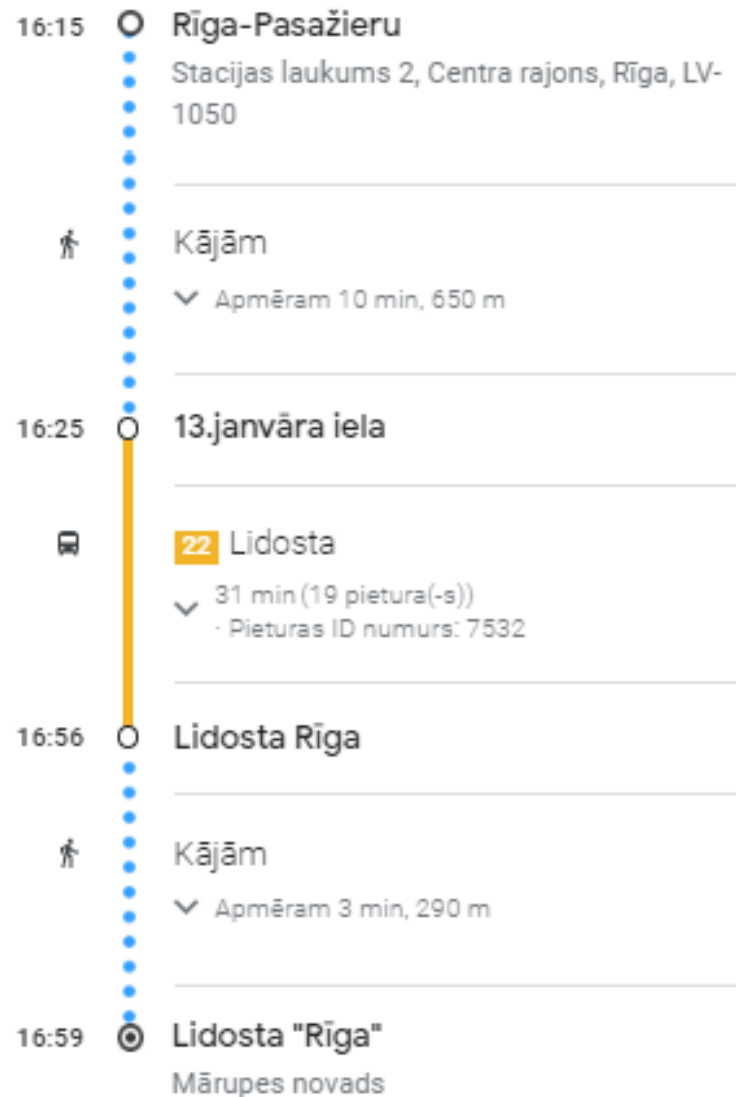 16:15 Rīga-Pasažieru
Stacijas laukums 2, Centra rajons, Rīga, LV-
1050
Kājām
Apmēram 10 min, 650 m
16:25 13.janvāra iela
22 Lidosta
31 min (19 pietura(-s))
· Pieturas ID numurs: 7532
16:56 Lidosta Rīga
Kājām
Apmēram 3 min, 290 m
16:59 Lidosta "Rīga"
Mārupes novads